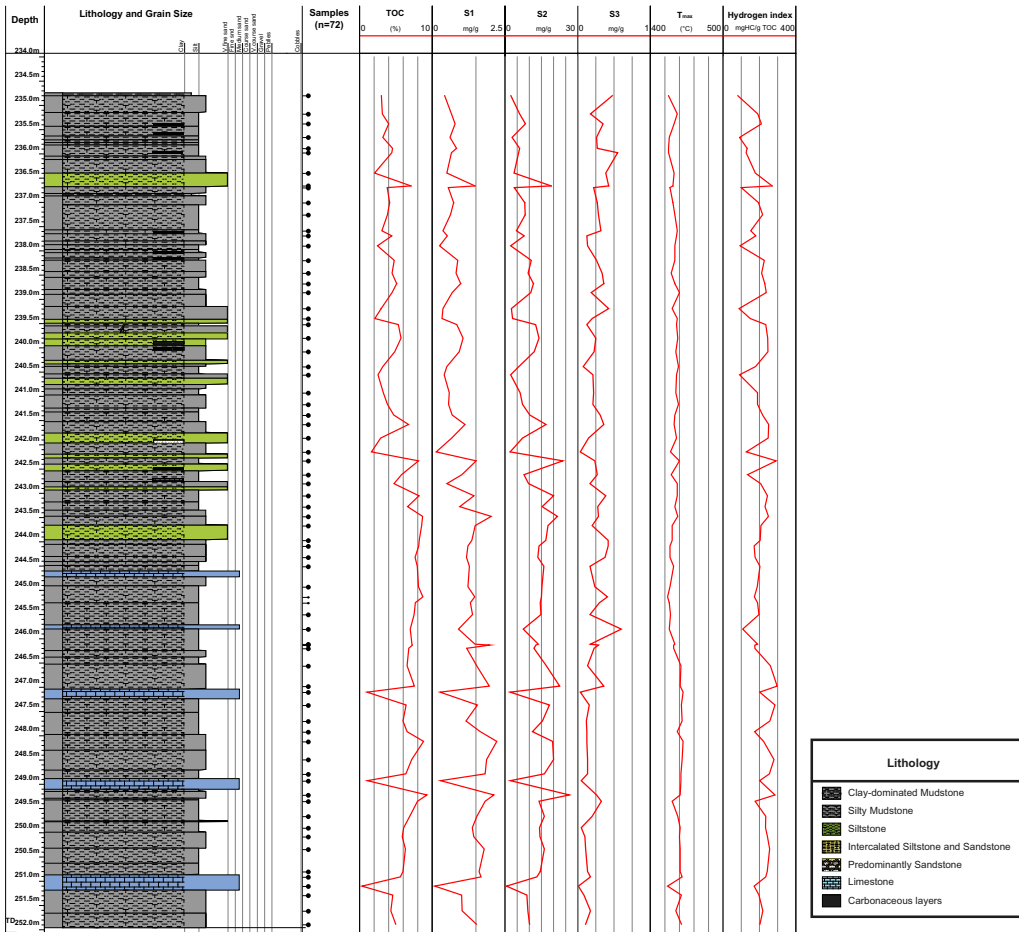 Depth
Lithology and Grain Size
Samples
(n=72)
TOC
S1
S2
S3
Tmax
Hydrogen index
0 (%) 10
0 mg/g 2.5
0 mg/g 30
0 mg/g 1
400 (°C) 500
0 mgHC/g TOC 400
Clay
Silt
V.fine sand
Fine snd
Medium sand
Course sand
V.course sand
Gravel
Cobbles
234.0m
234.5m
235.0m
235.5m
236.0m
236.5m
237.0m
237.5m
238.0m
238.5m
239.0m
239.5m
240.0m
240.5m
241.0m
241.5m
242.0m
242.5m
243.0m
243.5m
244.0m
244.5m
245.0m
245.5m
246.0m
246.5m
247.0m
247.5m
248.0m
248.5m
249.0m
249.5m
250.0m
250.5m
251.0m
251.5m
TD 252.0m
Lithology
Clay-dominated Mudstone
Silty Mudstone
Siltstone
Intercalated Siltstone and Sandstone
Predominantly Sandstone
Limestone
Carbonaceous layers